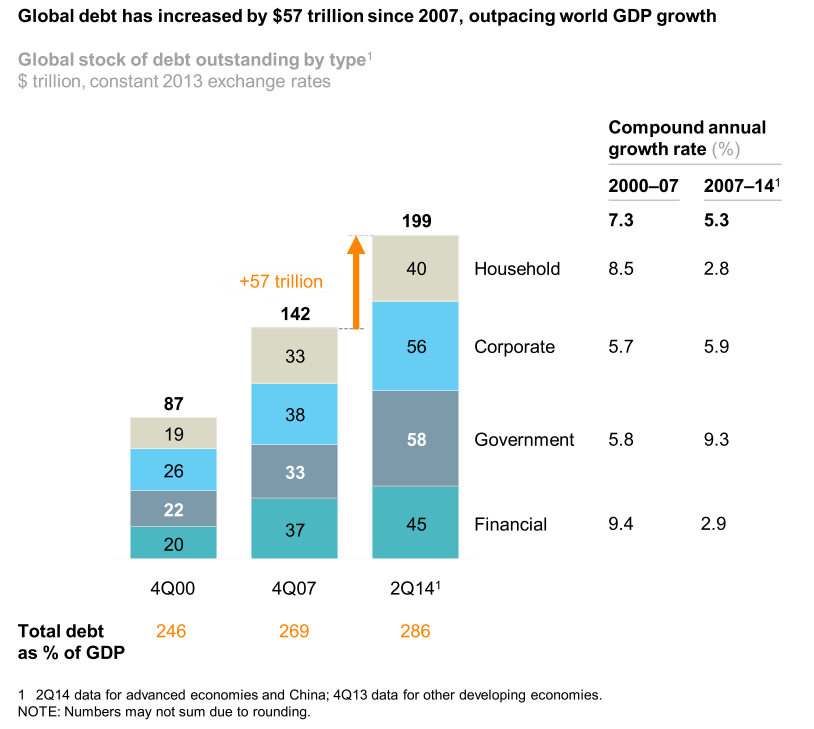 Global debt has increased by $57 trillion since 2007, outpacing world GDP growth
Global stock of debt outstanding by type¹
$ trillion, constant 2013 exchange rates
Compound annual
growth rate (%)
2000–07 2007–14¹
199 7.3 5.3
40 Household 8.5 2.8
+57 trillion
142
33
56 Corporate 5.7 5.9
87
38
19
58 Government 5.8 9.3
26
33
22
45 Financial 9.4 2.9
37
20
4Q00 4Q07 2Q14¹
Total debt 246 269 286
as % of GDP
1 2Q14 data for advanced economies and China; 4Q13 data for other developing economies.
NOTE: Numbers may not sum due to rounding.